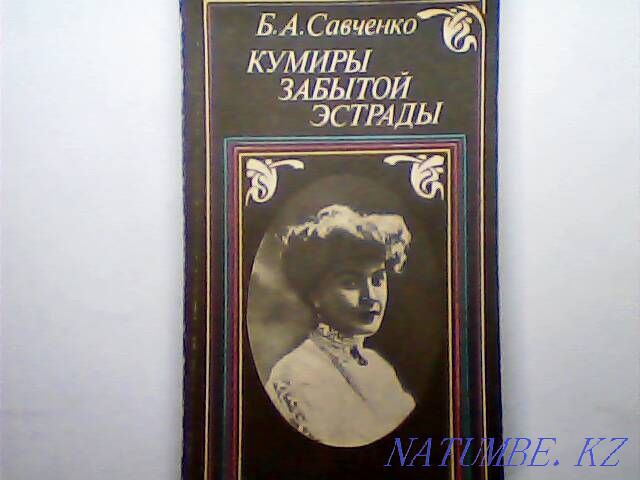 Б. А. Савченко
КУМИРЫ
ЗАБЫТОЙ
ЭСТРАДЫ
NATUMBE. KZ